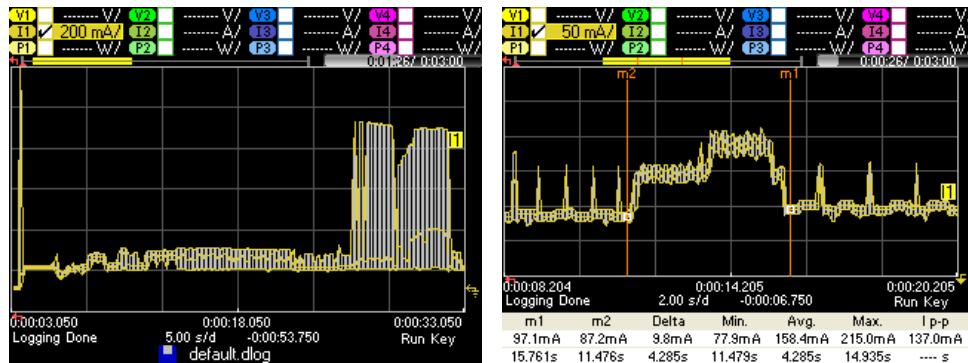 V1 V/ V2 V/ V3 V/ V4 V/
I1 200 mA/ I2 A/ I3 A/ I4 A/
P1 W/ P2 W/ P3 W/ P4 W/
0:01:26/ 0:03:00
1
0:00:03.050 0:00:18.050 0:00:33.050
Logging Done 5.00 s/d -0:00:53.750 Run Key
default.dlog
V1 V/ V2 V/ V3 V/ V4 V/
I1 50 mA/ I2 A/ I3 A/ I4 A/
P1 W/ P2 W/ P3 W/ P4 W/
0:00:26/ 0:03:00
m2 m1
1
0:00:08.204 0:00:14.205 0:00:20.205
Logging Done 2.00 s/d -0:00:06.750 Run Key
m1 m2 Delta Min. Avg. Max. I p-p
97.1mA 87.2mA 9.8mA 77.9mA 158.4mA 215.0mA 137.0mA
15.761s 11.476s 4.285s 11.479s 4.285s 14.935s ---- s